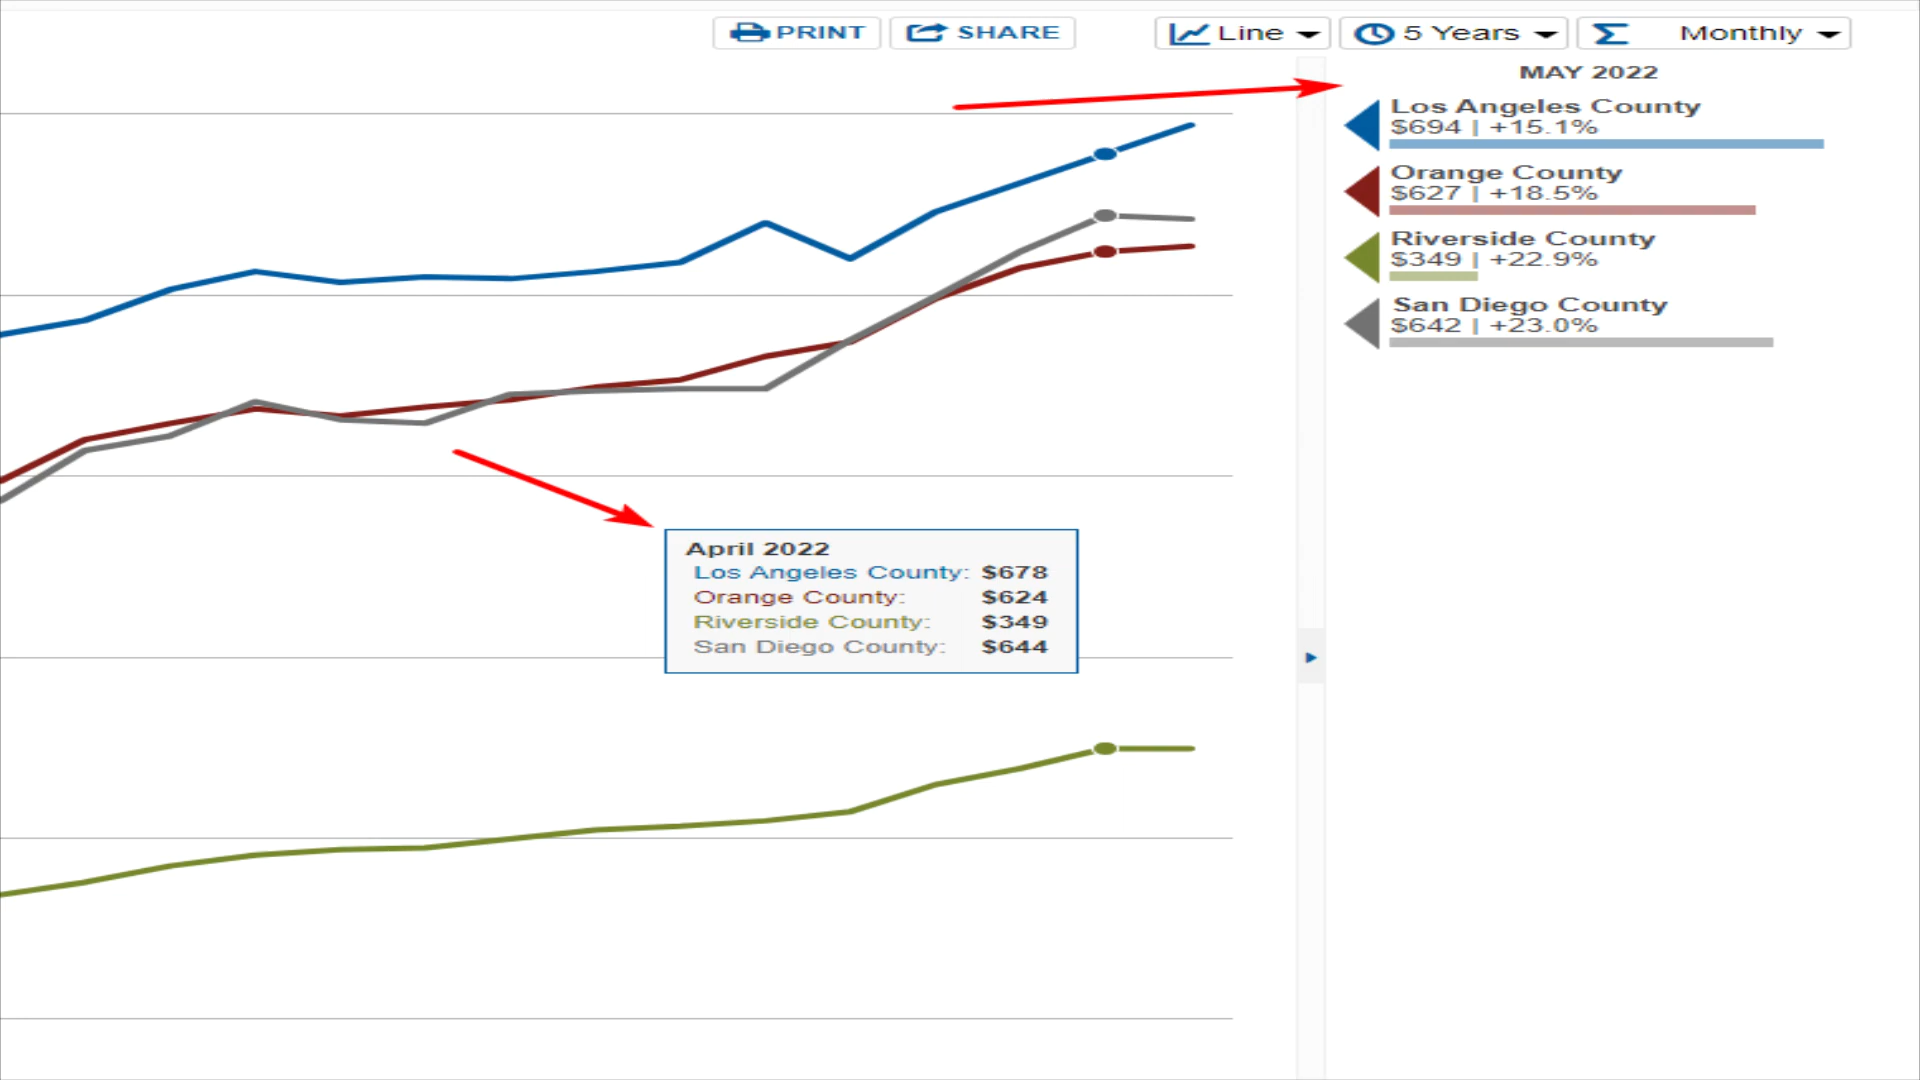 PRINT
SHARE
Line
5 Years
Monthly
MAY 2022
Los Angeles County
$694 | +15.1%
Orange County
$627 | +18.5%
Riverside County
$349 | +22.9%
San Diego County
$642 | +23.0%
April 2022
Los Angeles County: $678
Orange County: $624
Riverside County: $349
San Diego County: $644